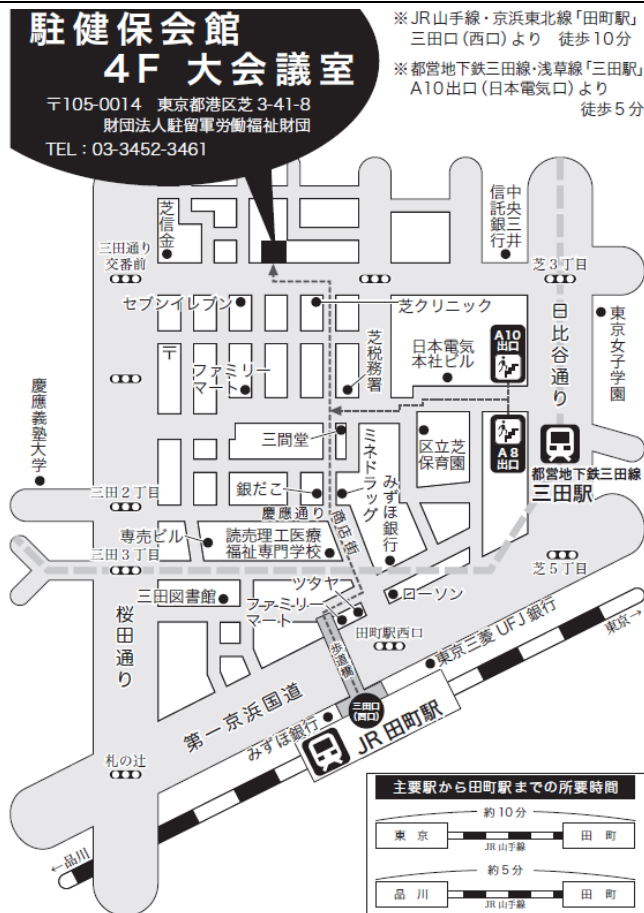 駐健保会館
4F 大会議室
〒105-0014　東京都港区芝 3-41-8
財団法人駐留軍労働福祉財団
TEL：03-3452-3461
※JR山手線・京浜東北線「田町駅」
三田口（西口）より　徒歩10分
※都営地下鉄三田線・浅草線「三田駅」
A10出口（日本電気口）より
徒歩5分
芝信金
三田通り
交番前
中央三井
信託銀行
芝3丁目
セブンイレブン
芝クリニック
日比谷通り
東京女子学園
A10
出口
日本電気
本社ビル
芝税務署
〒
ファミリー
マート
慶應義塾大学
三間堂
ミネドラッグ
区立芝
保育園
A8
出口
都営地下鉄三田線
三田駅
三田2丁目
銀だこ
みずほ銀行
慶應通り
商店街
専売ビル
読売理工医療
福祉専門学校
三田3丁目
芝5丁目
ツタヤ
ローソン
三田図書館
ファミリー
マート
桜田通り
田町駅西口
東京三菱UFJ銀行
東京→
歩道橋
第一京浜国道
三田口
（西口）
みずほ銀行
JR田町駅
札の辻
←品川
主要駅から田町駅までの所要時間
約10分
東　京
JR山手線
田　町
約5分
品　川
JR山手線
田　町